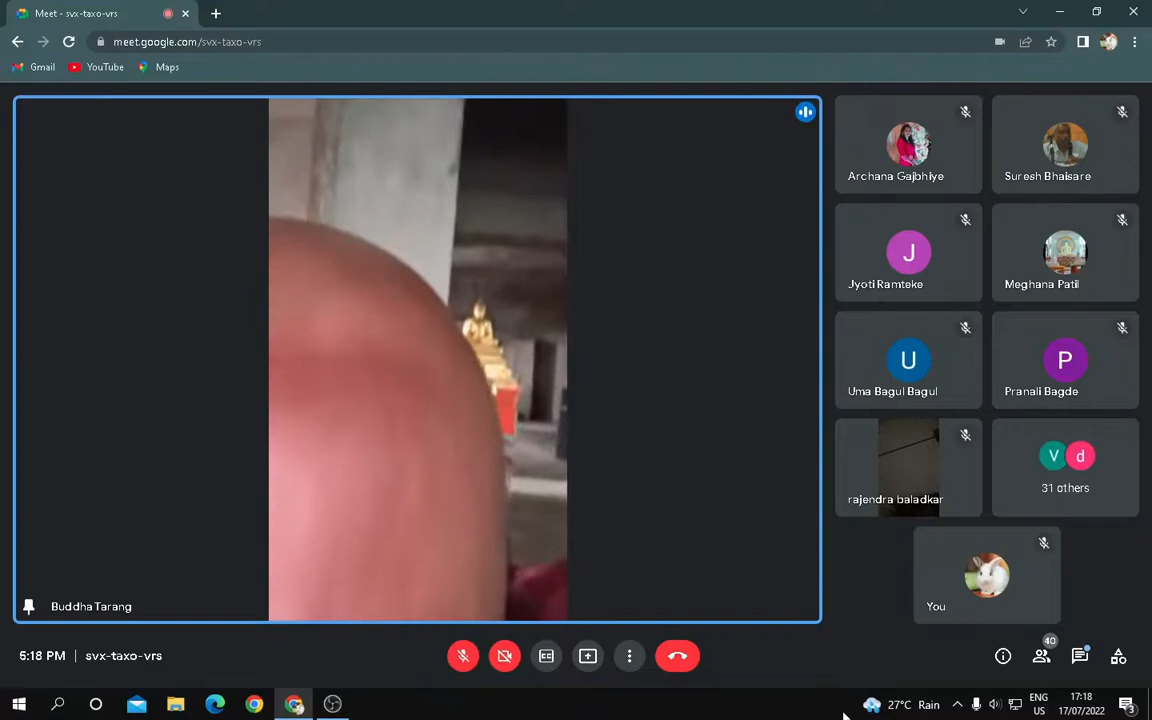 Meet - svx-taxo-vrs
meet.google.com/svx-taxo-vrs
Gmail
YouTube
Maps
Archana Gajbhiye
Suresh Bhaisare
J
Jyoti Ramteke
Meghana Patil
U
Uma Bagul Bagul
P
Pranali Bagde
rajendra baladkar
V
d
31 others
You
Buddha Tarang
5:18 PM | svx-taxo-vrs
CC
40
27°C Rain
ENG
US
17:18
17/07/2022
3